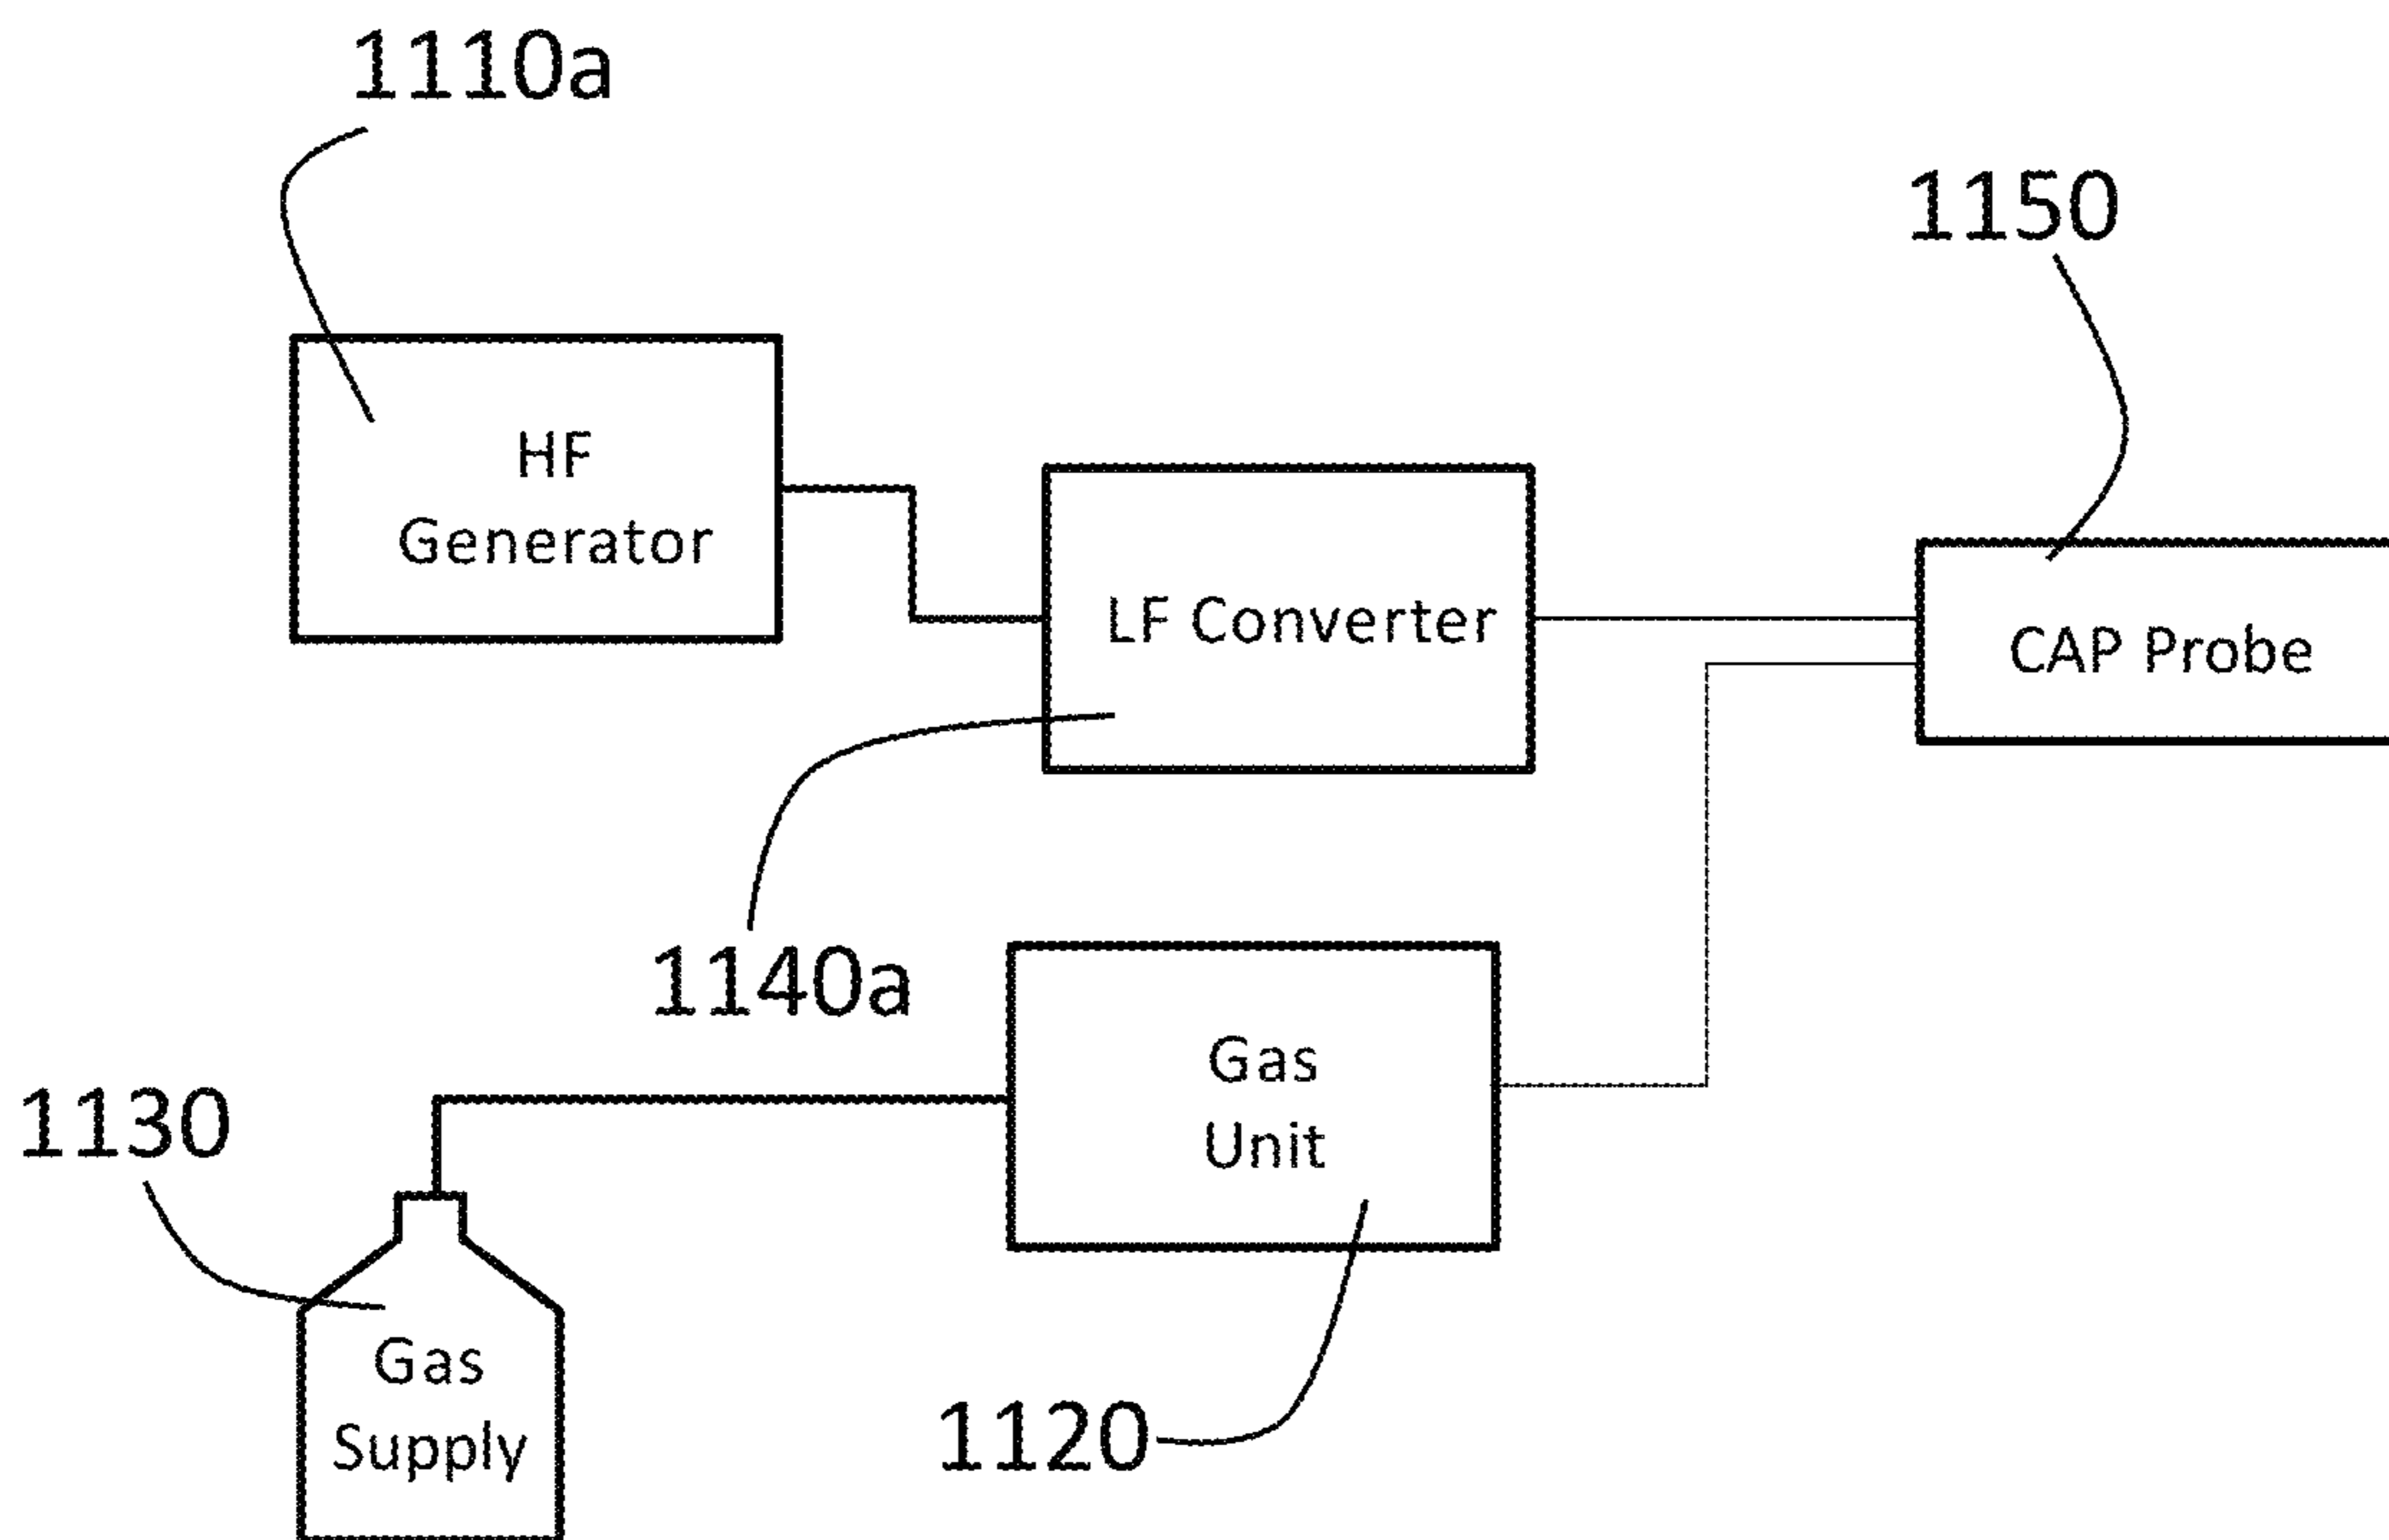 1110a
1150
HF
Generator
LF Converter
CAP Probe
1140a
Gas
Unit
1130
Gas
Supply
1120